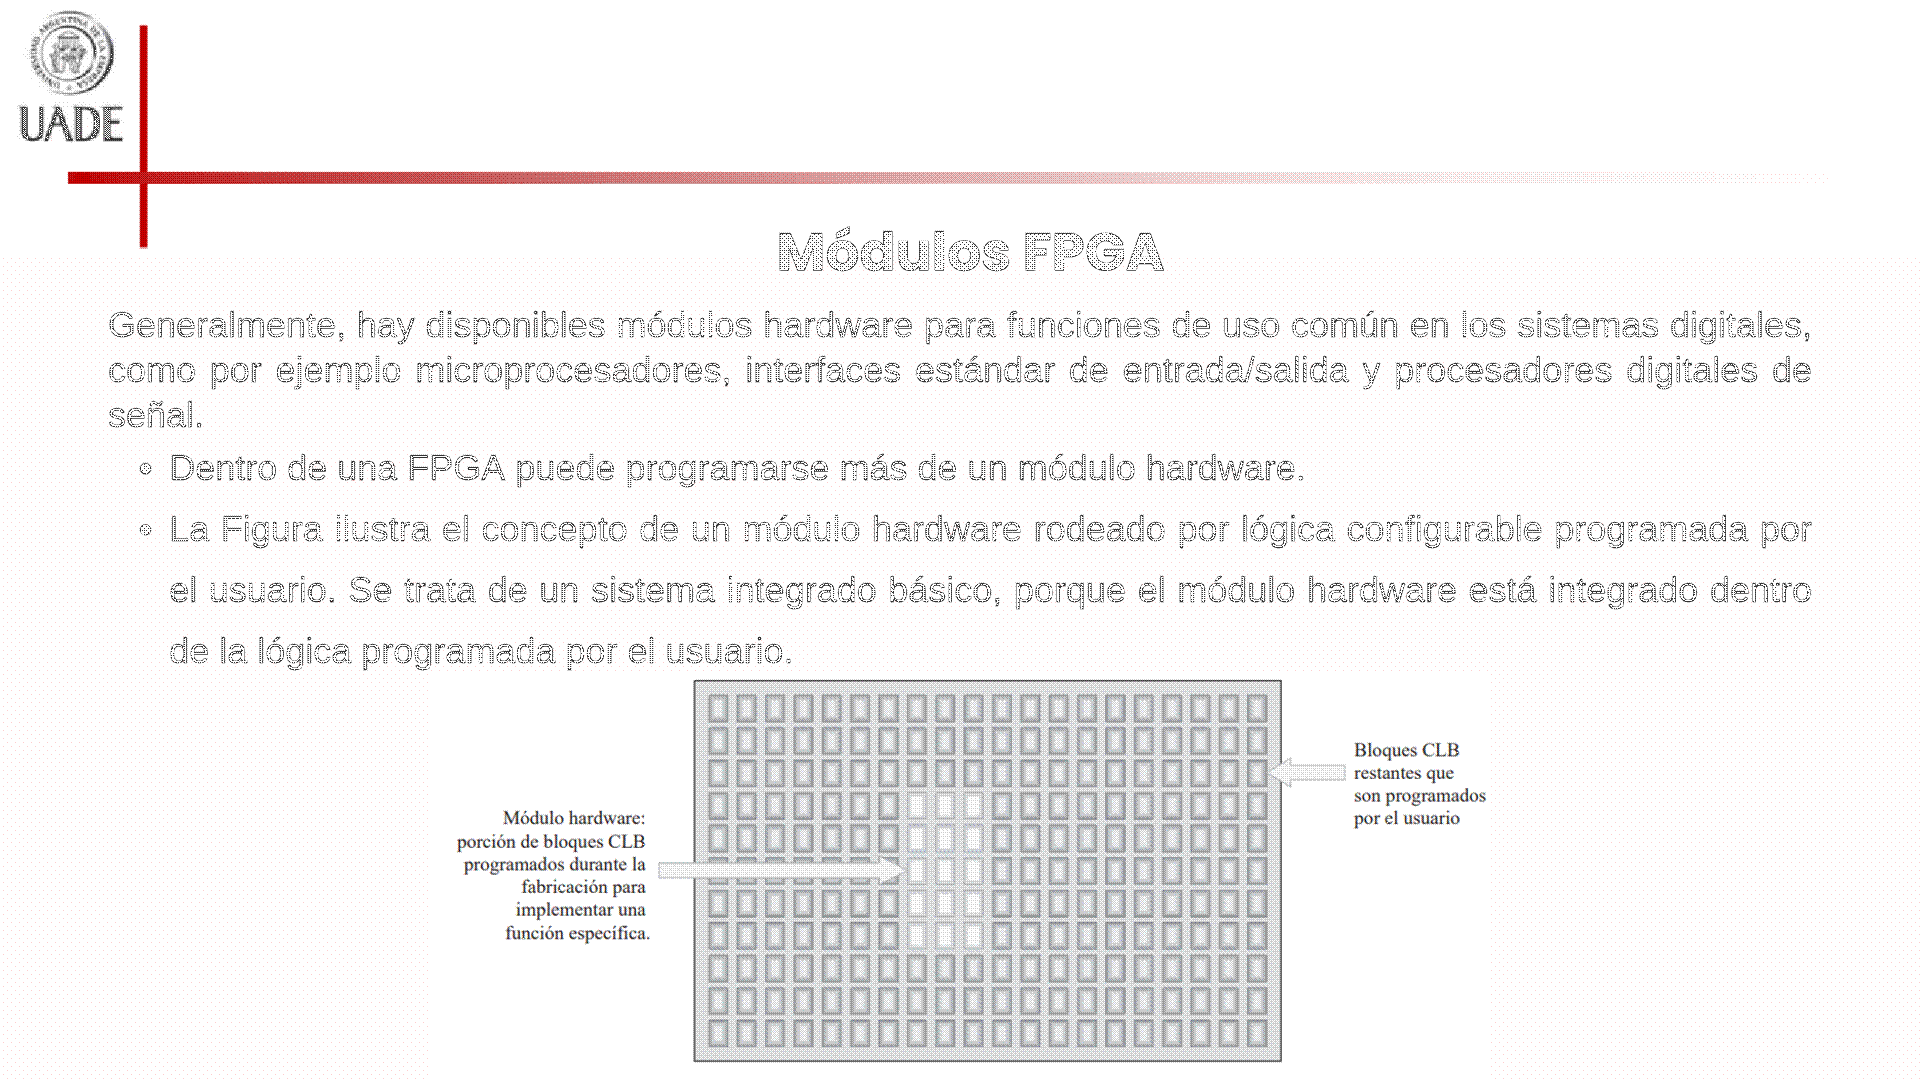 UNIVERSIDAD ARGENTINA DE LA EMPRESA
UADE
Módulos FPGA
Generalmente, hay disponibles módulos hardware para funciones de uso común en los sistemas digitales,
como por ejemplo microprocesadores, interfaces estándar de entrada/salida y procesadores digitales de
señal.
• Dentro de una FPGA puede programarse más de un módulo hardware.
• La Figura ilustra el concepto de un módulo hardware rodeado por lógica configurable programada por
el usuario. Se trata de un sistema integrado básico, porque el módulo hardware está integrado dentro
de la lógica programada por el usuario.
Módulo hardware:
porción de bloques CLB
programados durante la
fabricación para
implementar una
función específica.
Bloques CLB
restantes que
son programados
por el usuario